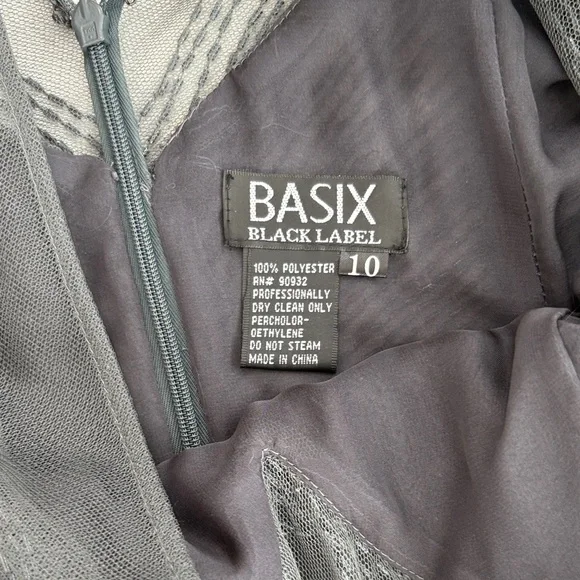 BASIX
BLACK LABEL
10
100% POLYESTER
RN# 90932
PROFESSIONALLY
DRY CLEAN ONLY
PERCHOLOR-
OETHYLENE
DO NOT STEAM
MADE IN CHINA